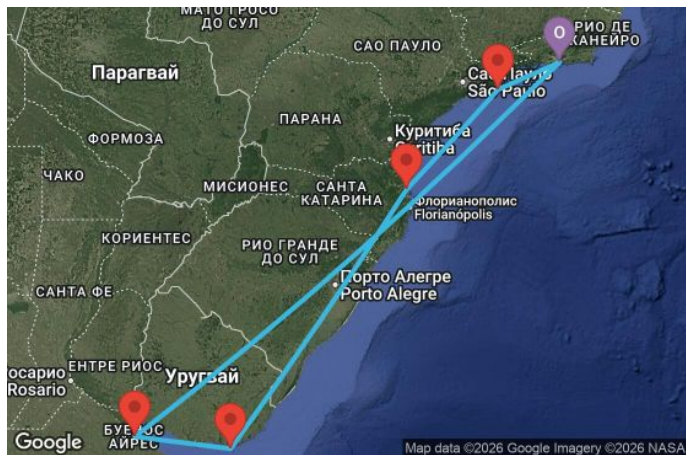 МАТО ГРОСО
ДО СУЛ
О
РИО ДЕ
ЖАНЕЙРО
САО ПАУЛО
Парагвай
Сао Пауло
São Paulo
ФОРМОЗА
ПАРАНА
Куритиба
Curitiba
ЧАКО
МИСИОНЕС
САНТА
КАТАРИНА
Флорианополис
Florianópolis
КОРИЕНТЕС
РИО ГРАНДЕ
ДО СУЛ
Порто Алегре
Porto Alegre
САНТА ФЕ
ЕНТРЕ РИОС
Уругвай
осарио
Rosario
БУЕНОС
АЙРЕС
Google
Map data ©2026 Google Imagery ©2026 NASA